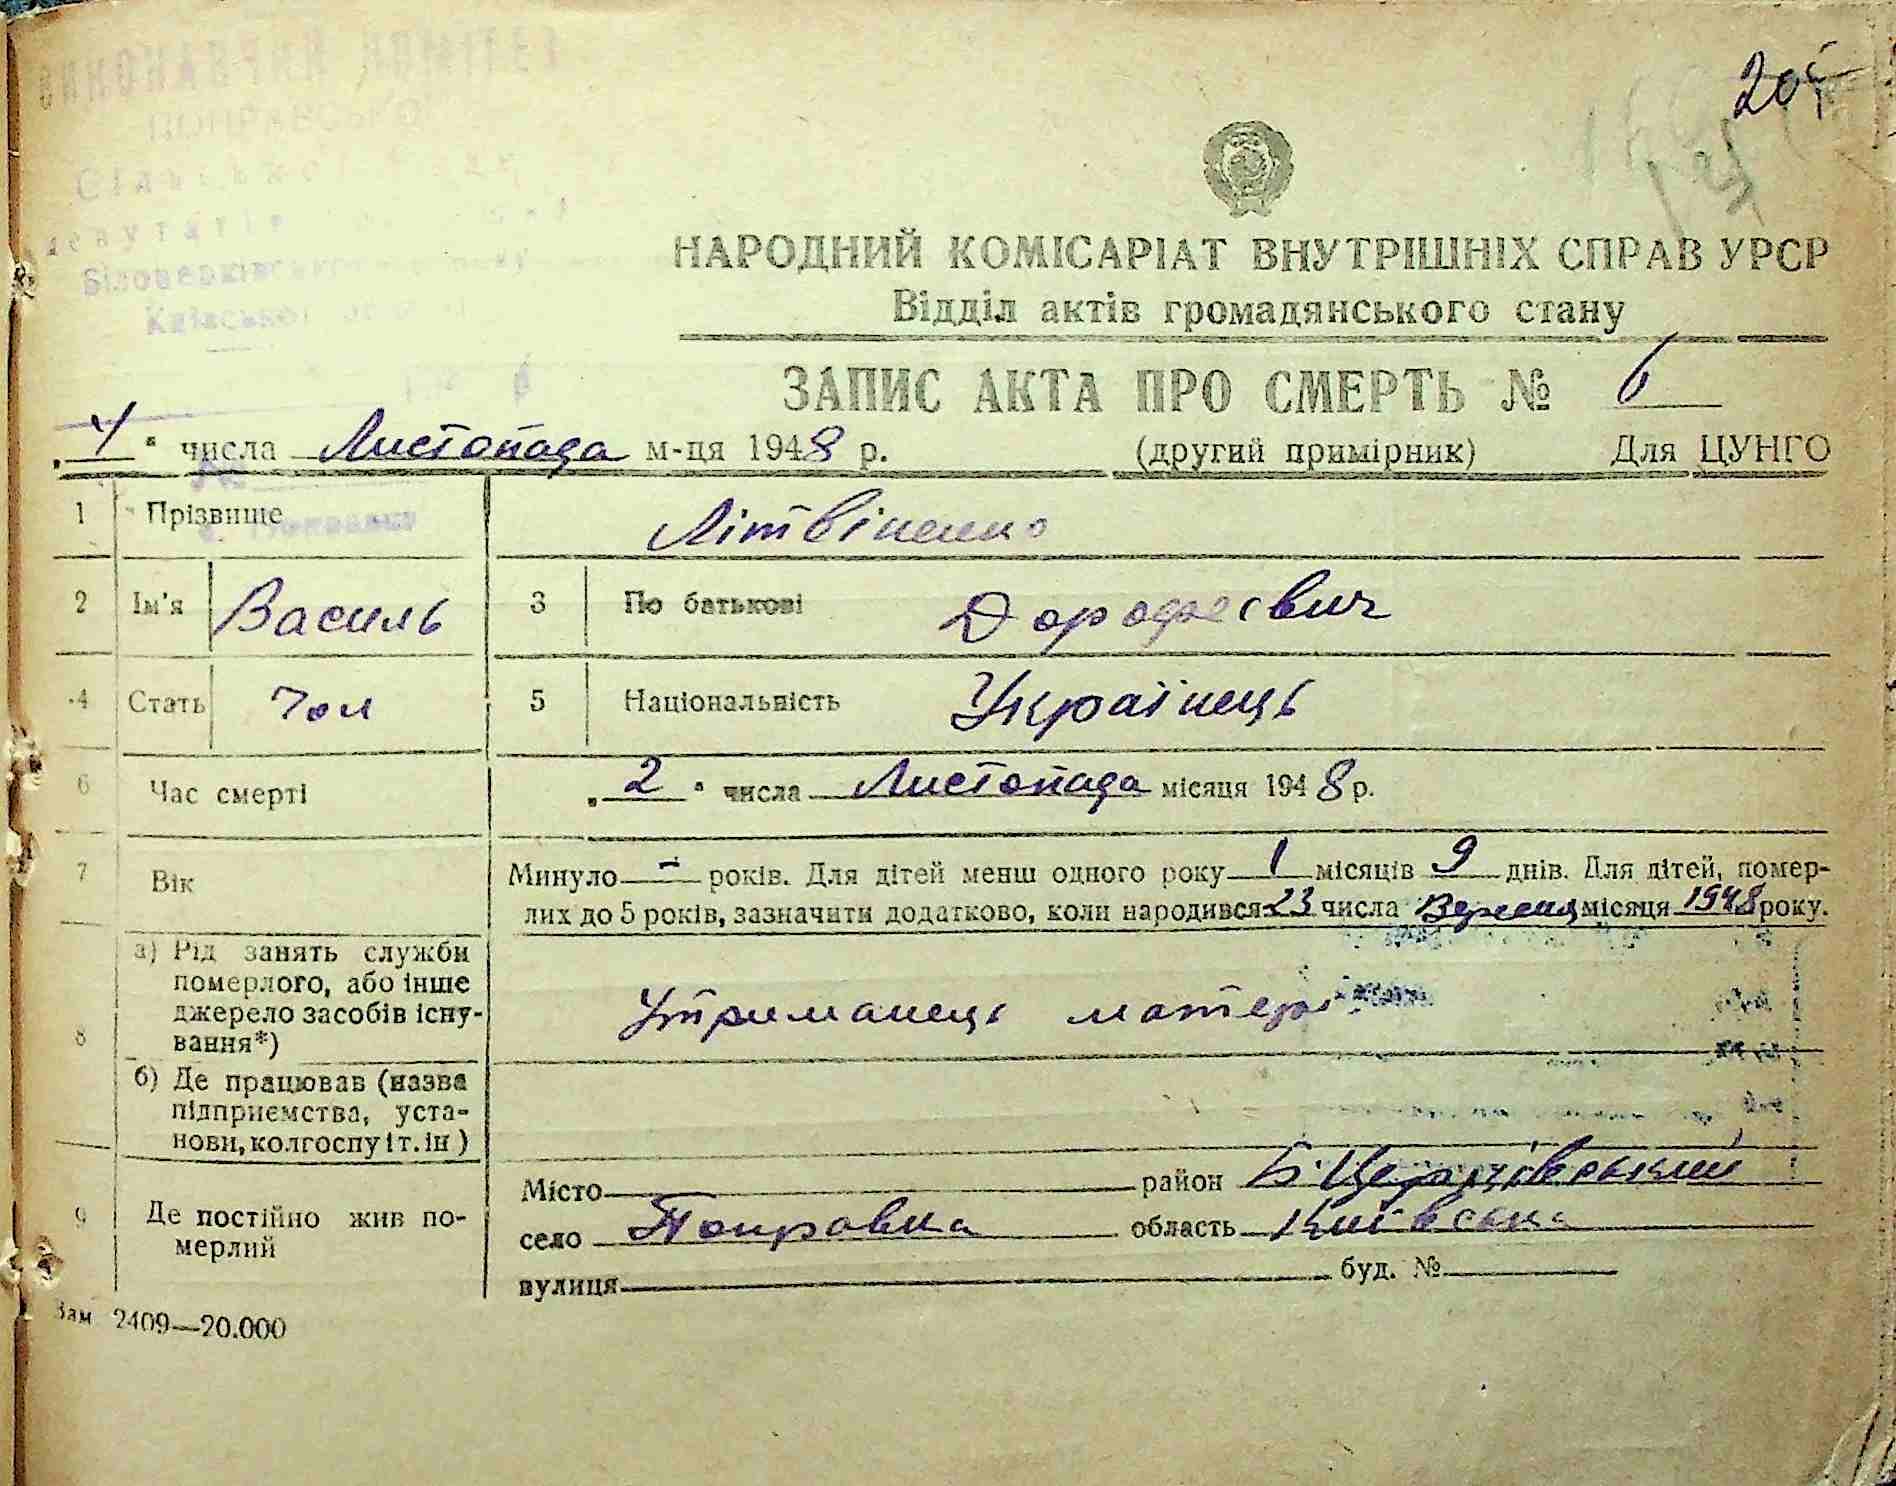 205
НАРОДНИЙ КОМІСАРІАТ ВНУТРІШНІХ СПРАВ УРСР
Відділ актів громадянського стану
ЗАПИС АКТА ПРО СМЕРТЬ № 6
„4" числа Листопада м-ця 1948 р. (другий примірник) Для ЦУНГО
1 Прізвище Літвіненко
2 Ім'я Василь 3 По батькові Дорофеєвич
4 Стать Чол 5 Національність Українець
6 Час смерті „2" числа Листопада місяця 1948 р.
7 Вік Минуло - років. Для дітей менш одного року 1 місяців 9 днів. Для дітей, помер-
лих до 5 років, зазначити додатково, коли народився 23 числа Вересня місяця 1948 року.
8 а) Рід занять служби
померлого, або інше
джерело засобів існу-
вання*) Утриманець матері
б) Де працював (назва
підприємства, уста-
нови, колгоспу і т. ін)
9 Де постійно жив по-
мерлий
Місто район Б-Церківський
село Поправка область Київська
вулиця буд. №
Зам 2409—20.000